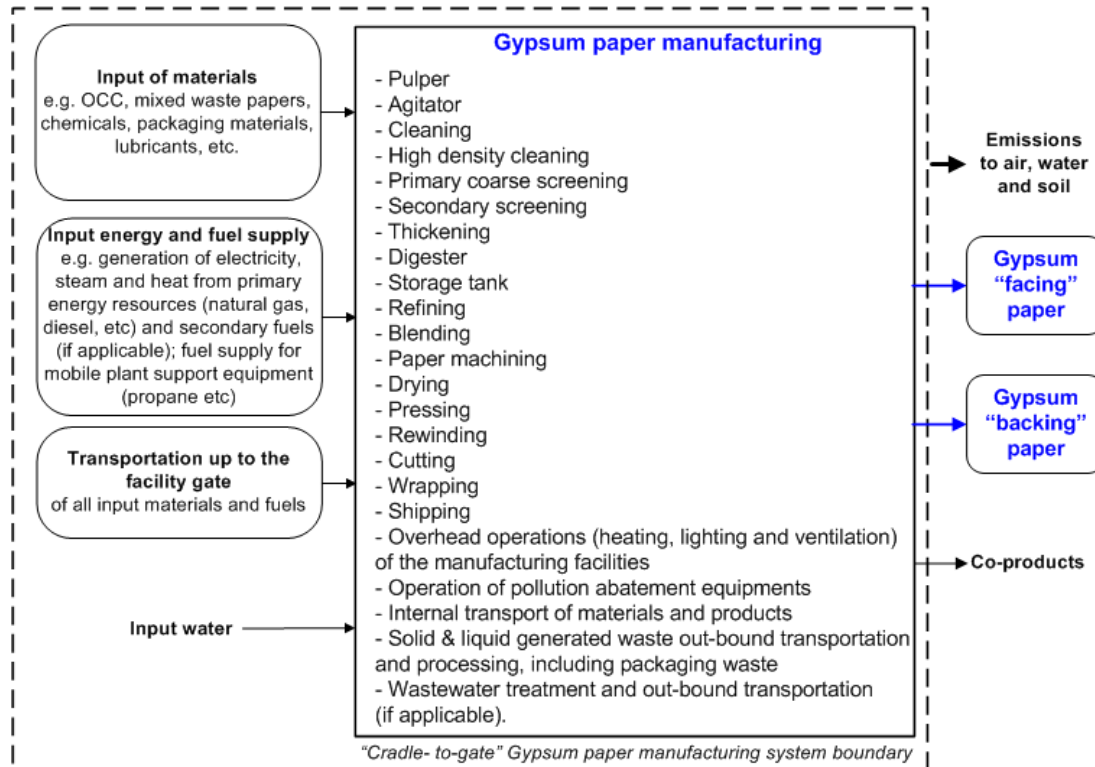 Input of materials
e.g. OCC, mixed waste papers,
chemicals, packaging materials,
lubricants, etc.
Input energy and fuel supply
e.g. generation of electricity,
steam and heat from primary
energy resources (natural gas,
diesel, etc) and secondary fuels
(if applicable); fuel supply for
mobile plant support equipment
(propane etc)
Transportation up to the
facility gate
of all input materials and fuels
Input water
Gypsum paper manufacturing
- Pulper
- Agitator
- Cleaning
- High density cleaning
- Primary coarse screening
- Secondary screening
- Thickening
- Digester
- Storage tank
- Refining
- Blending
- Paper machining
- Drying
- Pressing
- Rewinding
- Cutting
- Wrapping
- Shipping
- Overhead operations (heating, lighting and ventilation)
of the manufacturing facilities
- Operation of pollution abatement equipments
- Internal transport of materials and products
- Solid & liquid generated waste out-bound transportation
and processing, including packaging waste
- Wastewater treatment and out-bound transportation
(if applicable).
"Cradle- to-gate" Gypsum paper manufacturing system boundary
Emissions
to air, water
and soil
Gypsum
"facing"
paper
Gypsum
"backing"
paper
Co-products